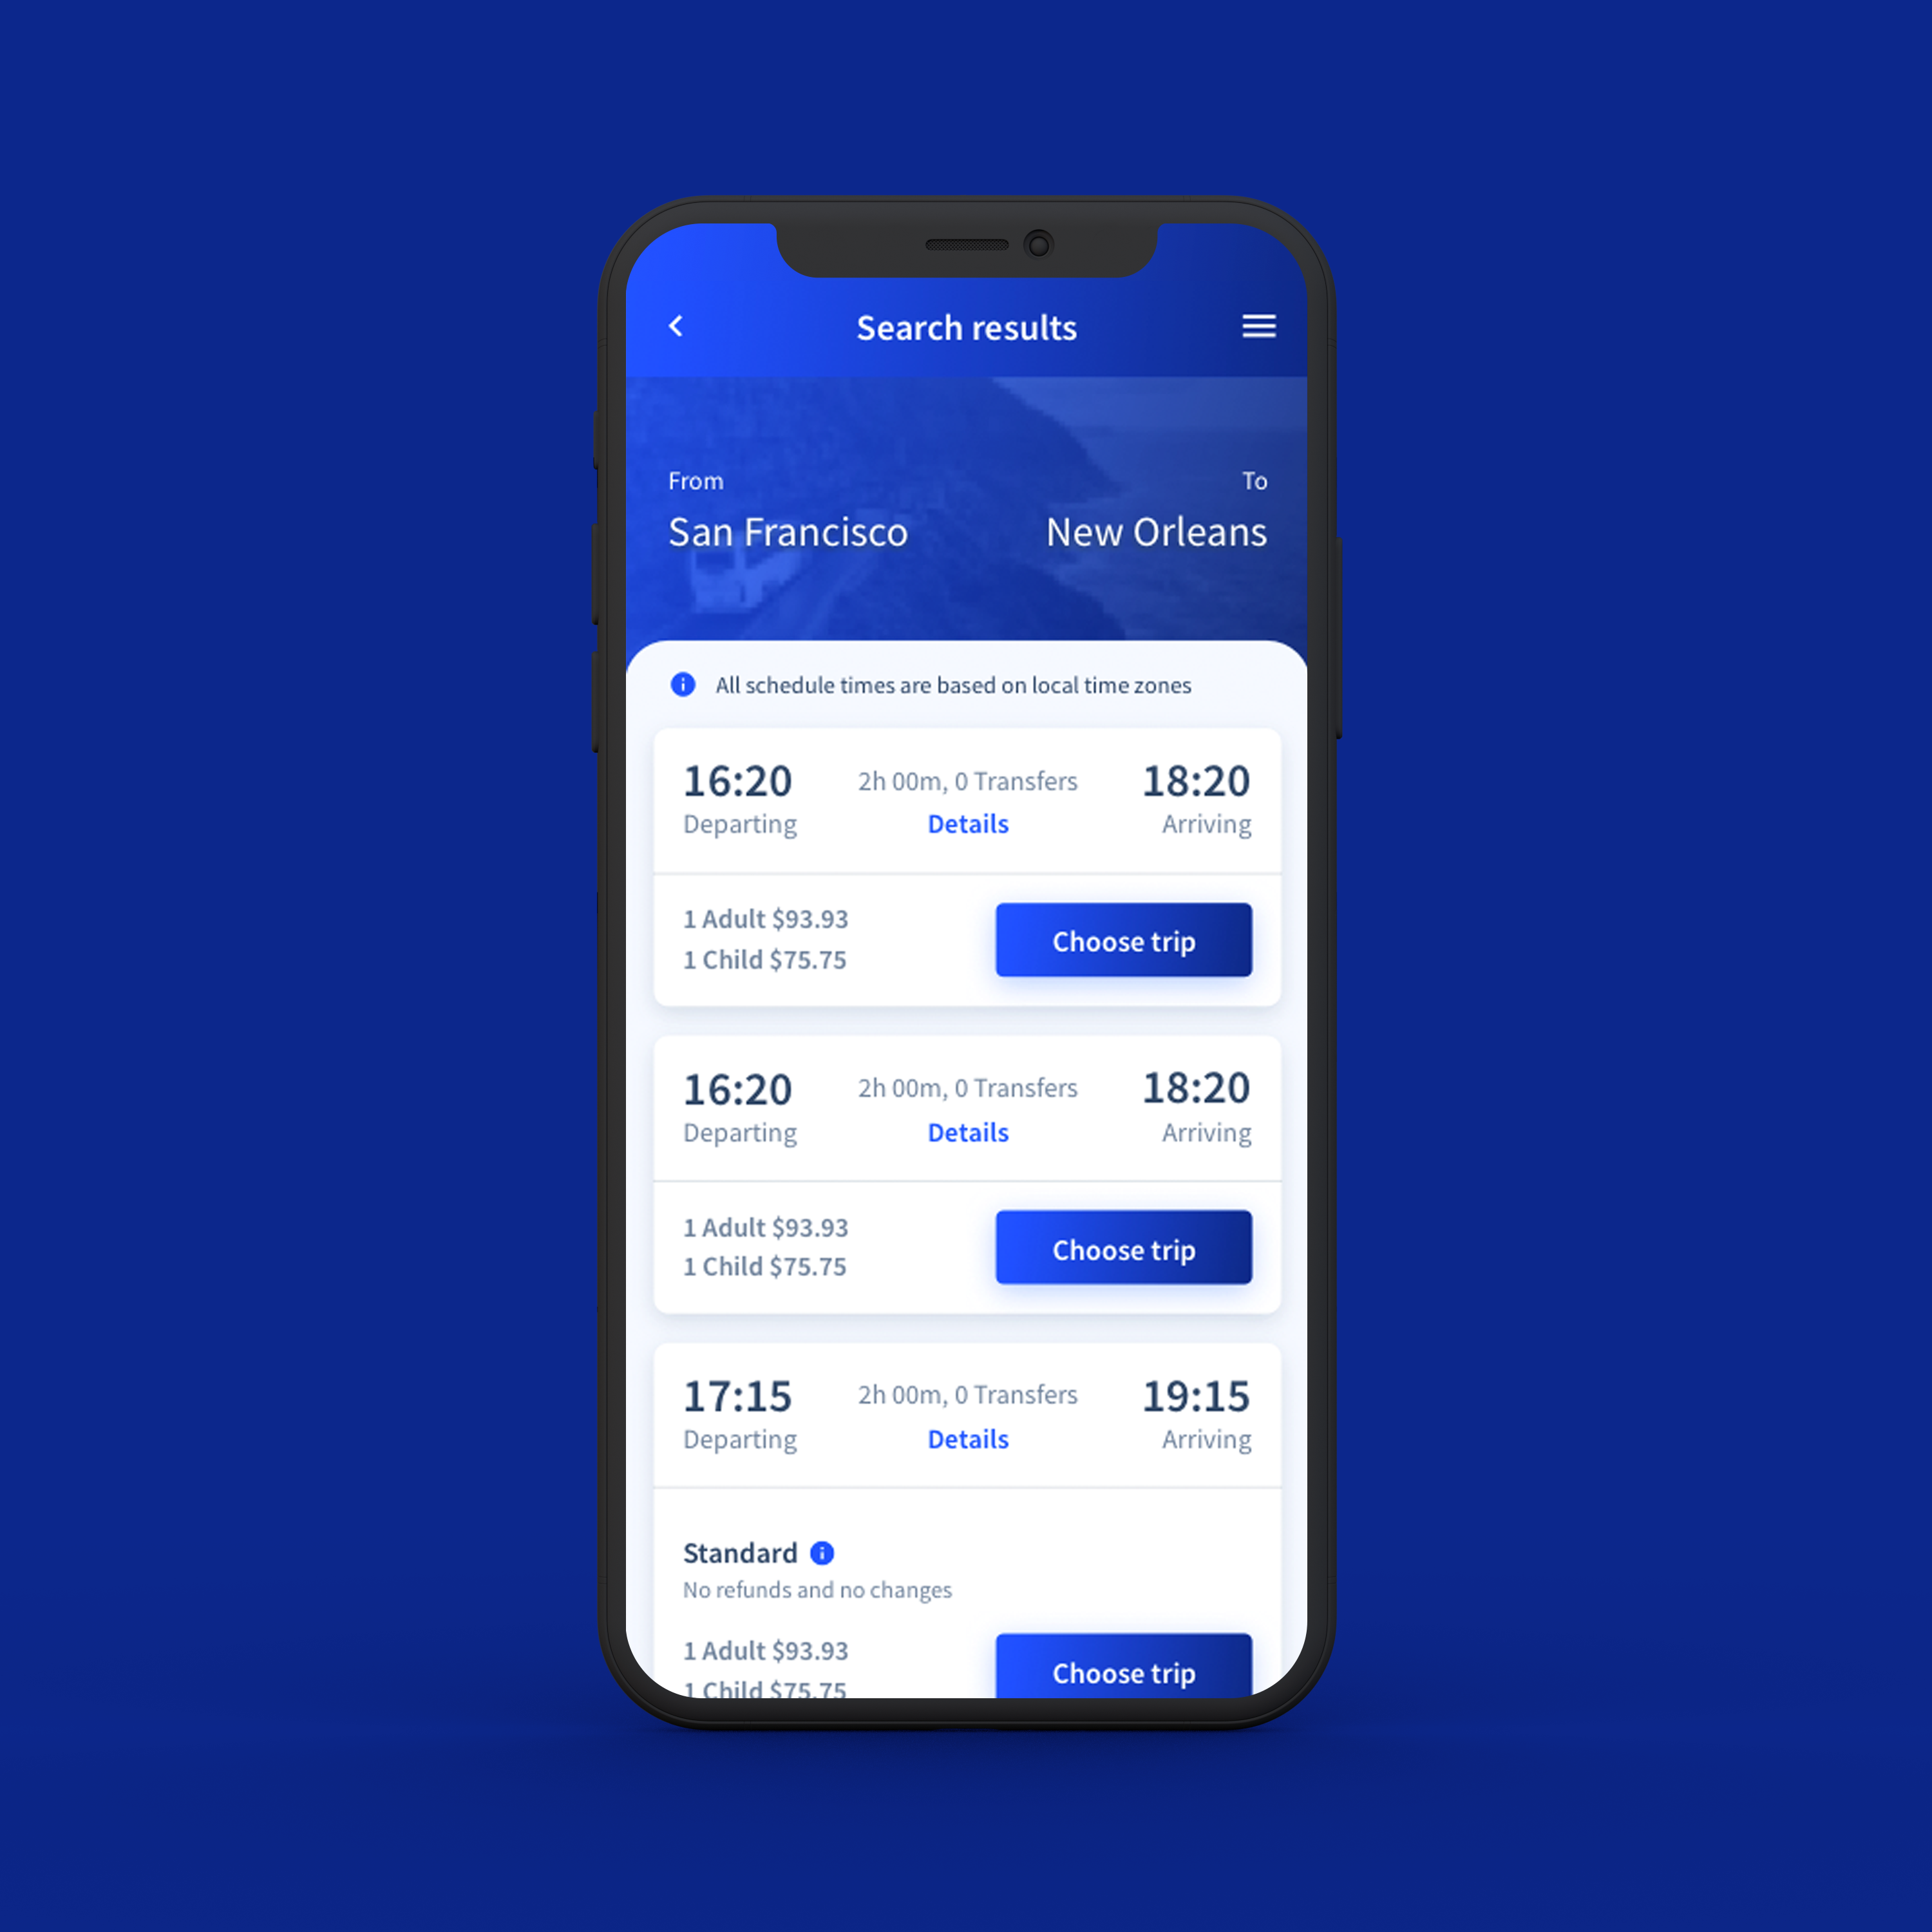 Search results
From
To
San Francisco
New Orleans
All schedule times are based on local time zones
16:20
2h 00m, 0 Transfers
18:20
Departing
Details
Arriving
1 Adult $93.93
1 Child $75.75
Choose trip
16:20
2h 00m, 0 Transfers
18:20
Departing
Details
Arriving
1 Adult $93.93
1 Child $75.75
Choose trip
17:15
2h 00m, 0 Transfers
19:15
Departing
Details
Arriving
Standard
No refunds and no changes
1 Adult $93.93
1 Child $75.75
Choose trip